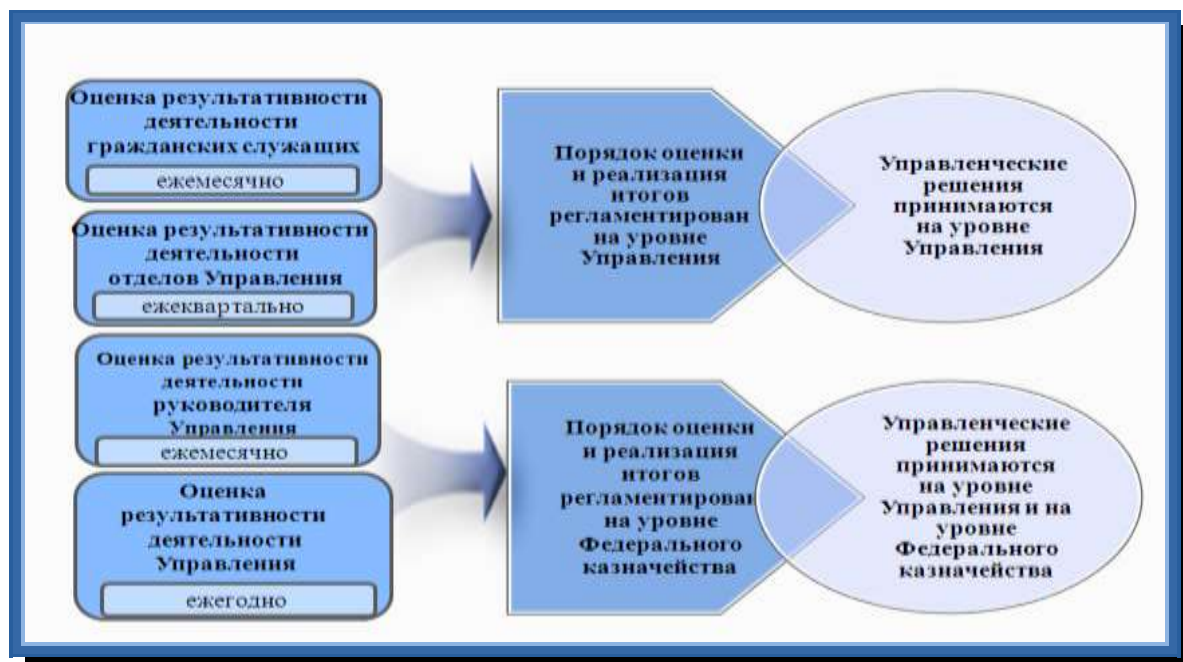 Оценка результативности
деятельности
гражданских служащих
ежемесячно
Оценка результативности
деятельности
отделов Управления
ежеквартально
Оценка результативности
деятельности
руководителя
Управления
ежемесячно
Оценка
результативности
деятельности
Управления
ежегодно
Порядок оценки
и реализация
итогов
регламентирован
на уровне
Управления
Управленческие
решения
принимаются
на уровне
Управления
Порядок оценки
и реализация
итогов
регламентирован
на уровне
Федерального
казначейства
Управленческие
решения
принимаются
на уровне
Управления и на
уровне
Федерального
казначейства